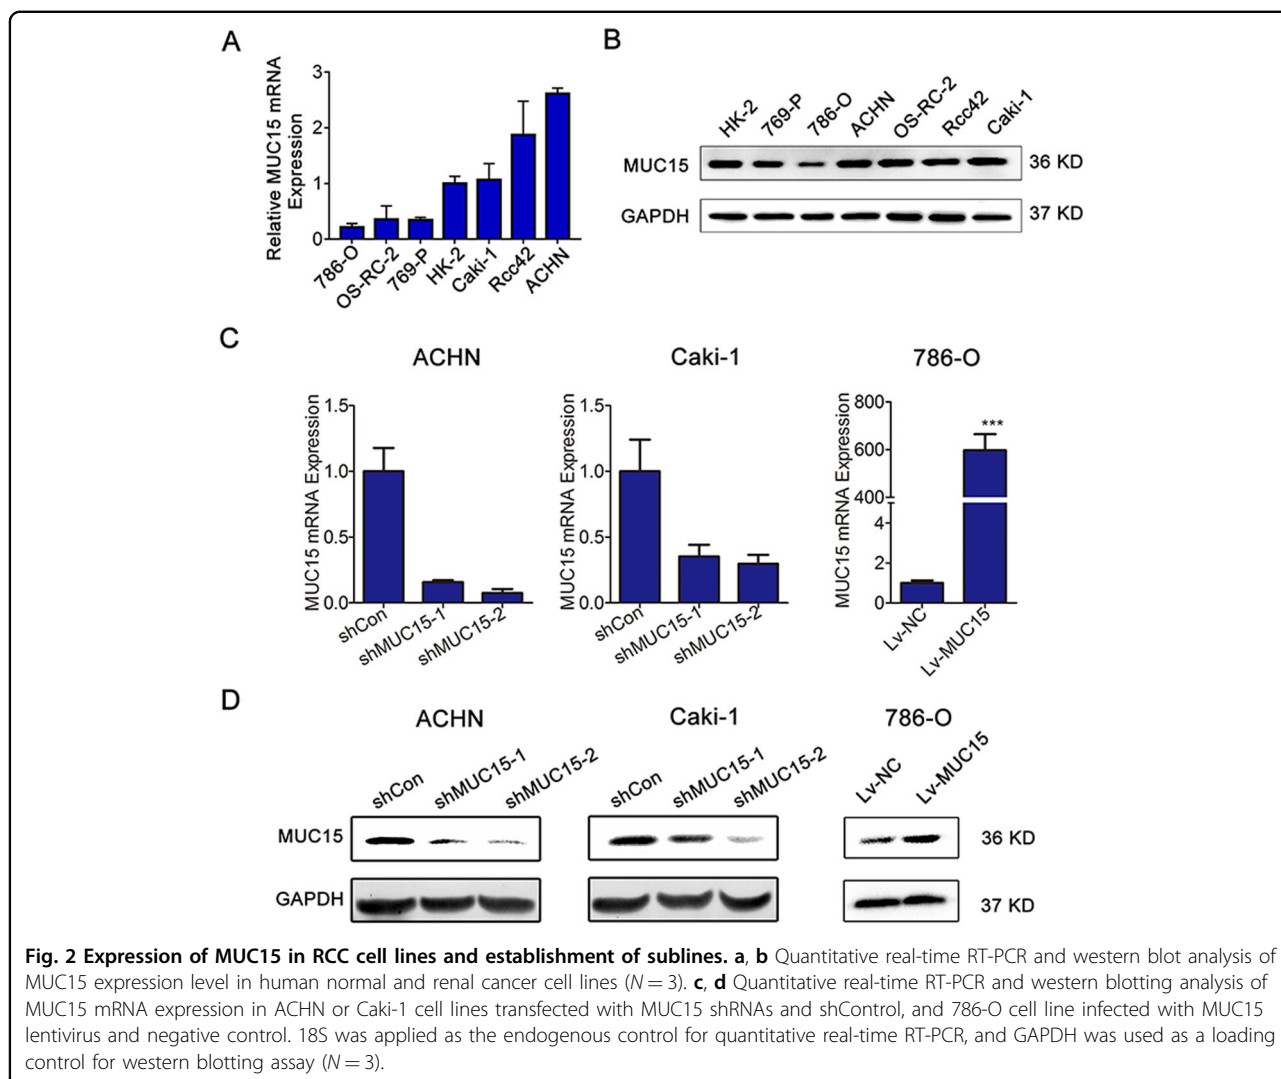 A
Relative MUC15 mRNA
Expression
3
2
1
0
786-O
OS-RC-2
769-P
HK-2
Caki-1
Rcc42
ACHN
B
HK-2
769-P
786-O
ACHN
OS-RC-2
Rcc42
Caki-1
MUC15
36 KD
GAPDH
37 KD
C
ACHN
MUC15 mRNA Expression
1.5
1.0
0.5
0.0
shCon
shMUC15-1
shMUC15-2
Caki-1
MUC15 mRNA Expression
1.5
1.0
0.5
0.0
shCon
shMUC15-1
shMUC15-2
786-O
MUC15 mRNA Expression
800
600
400
4
2
0
***
Lv-NC
Lv-MUC15
D
ACHN
Caki-1
786-O
shCon
shMUC15-1
shMUC15-2
shCon
shMUC15-1
shMUC15-2
Lv-NC
Lv-MUC15
MUC15
36 KD
GAPDH
37 KD
Fig. 2 Expression of MUC15 in RCC cell lines and establishment of sublines. a, b Quantitative real-time RT-PCR and western blot analysis of
MUC15 expression level in human normal and renal cancer cell lines (N = 3). c, d Quantitative real-time RT-PCR and western blotting analysis of
MUC15 mRNA expression in ACHN or Caki-1 cell lines transfected with MUC15 shRNAs and shControl, and 786-O cell line infected with MUC15
lentivirus and negative control. 18S was applied as the endogenous control for quantitative real-time RT-PCR, and GAPDH was used as a loading
control for western blotting assay (N = 3).